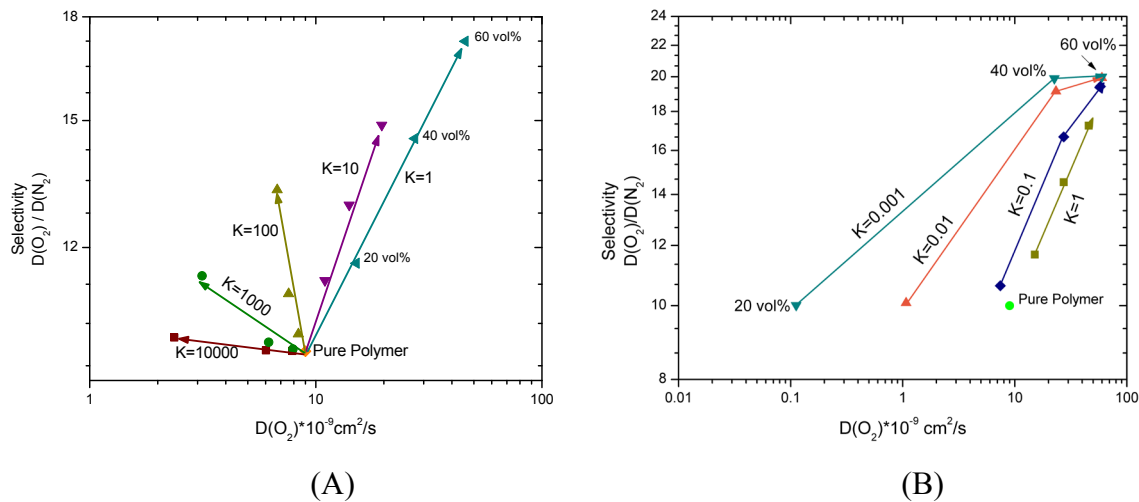 18
15
12
Selectivity
D(O₂) / D(N₂)
60 vol%
40 vol%
K=10
K=1
K=100
20 vol%
K=1000
K=10000
Pure Polymer
1
10
100
D(O₂)*10⁻⁹cm²/s
(A)
24
22
20
18
16
14
12
10
8
Selectivity
D(O₂)/D(N₂)
60 vol%
40 vol%
K=0.001
K=0.01
K=0.1
K=1
20 vol%
Pure Polymer
0.01
0.1
1
10
100
D(O₂)*10⁻⁹ cm²/s
(B)